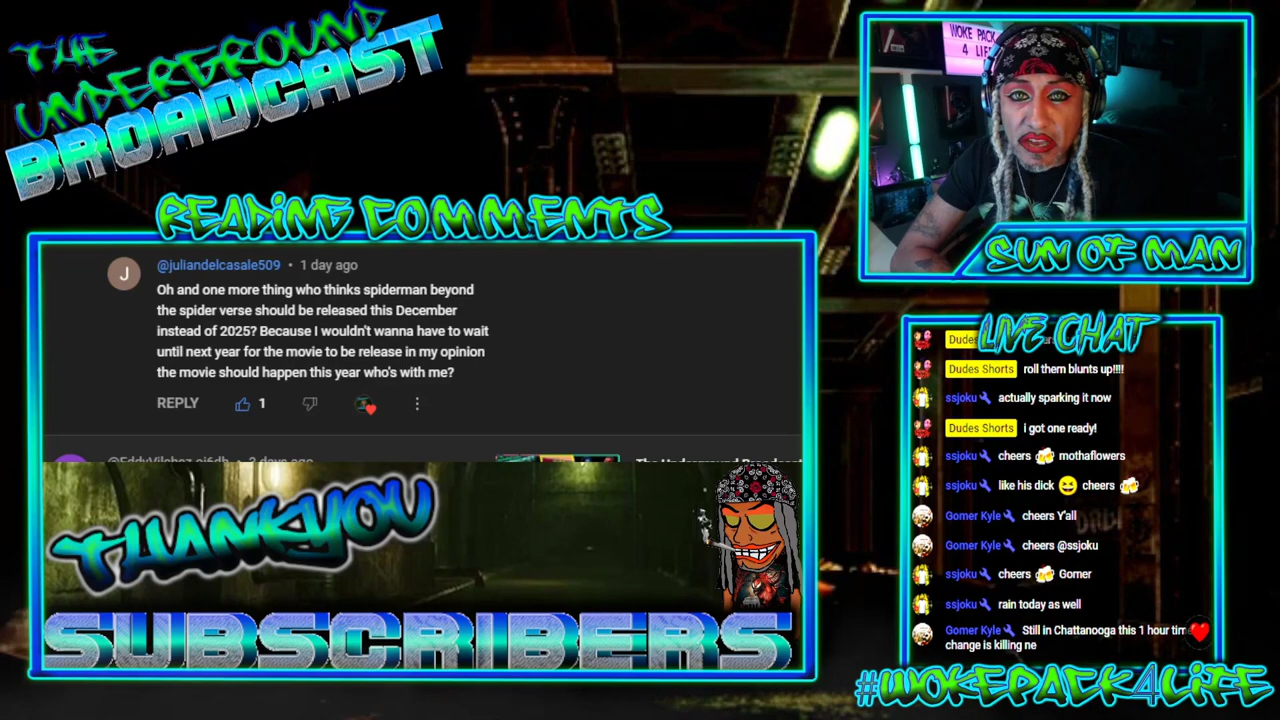 THE
UNDERGROUND
BROADCAST
WOKE PACK
4 LIFE
READING COMMENTS
SUN OF MAN
J
@juliandelcasale509 • 1 day ago
Oh and one more thing who thinks spiderman beyond
the spider verse should be released this December
instead of 2025? Because I wouldn't wanna have to wait
until next year for the movie to be release in my opinion
the movie should happen this year who's with me?
REPLY 1
THANKYOU
SUBSCRIBERS
LIVE CHAT
Dudes
Dudes Shorts roll them blunts up!!!!
ssjoku actually sparking it now
Dudes Shorts i got one ready!
ssjoku cheers 🍻 mothaflowers
ssjoku like his dick 😆 cheers 🍻
Gomer Kyle cheers Y'all
Gomer Kyle cheers @ssjoku
ssjoku cheers 🍻 Gomer
ssjoku rain today as well
Gomer Kyle Still in Chattanooga this 1 hour tim
change is killing ne
#WOKEPACK4LIFE